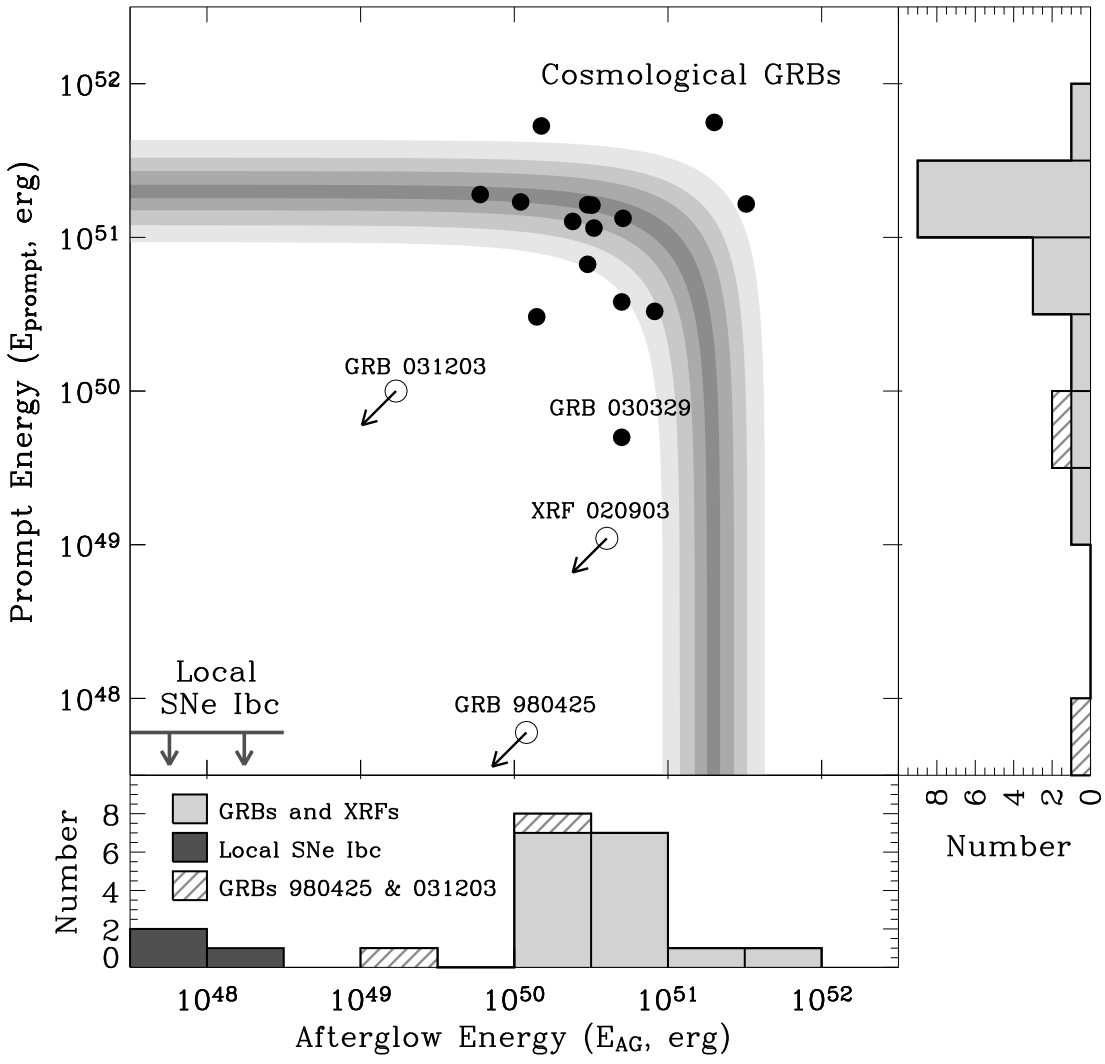 Cosmological GRBs
10^52
10^51
10^50
10^49
10^48
Prompt Energy (E_prompt, erg)
GRB 031203
GRB 030329
XRF 020903
GRB 980425
Local
SNe Ibc
8 6 4 2 0
Number
Number
8
6
4
2
0
GRBs and XRFs
Local SNe Ibc
GRBs 980425 & 031203
10^48 10^49 10^50 10^51 10^52
Afterglow Energy (E_AG, erg)